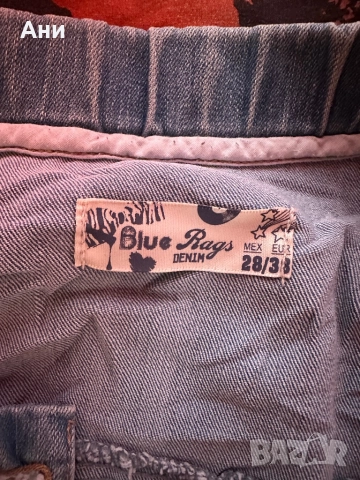 Ани
Blue Rags
DENIM
MEX EUR
28/38
BAZAR